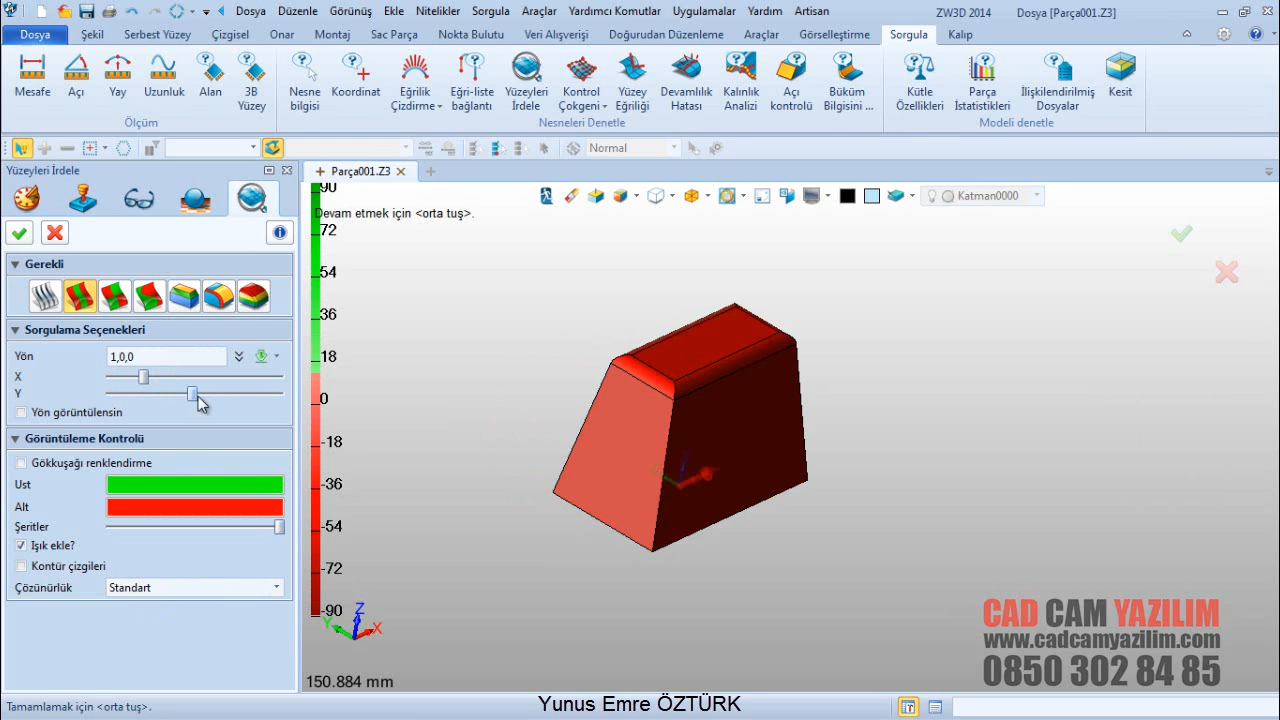 Dosya Düzenle Görünüş Ekle Nitelikler Sorgula Araçlar Yardımcı Komutlar Uygulamalar Yardım Artisan ZW3D 2014 Dosya [Parça001.Z3]
Dosya Şekil Serbest Yüzey Çizgisel Onar Montaj Sac Parça Nokta Bulutu Veri Alışverişi Doğurudan Düzenleme Araçlar Görselleştirme Sorgula Kalıp
Mesafe Açı Yay Uzunluk Alan 3B Yüzey
Nesne bilgisi Koordinat Eğrilik Çizdirme Eğri-liste bağlantı Yüzeyleri İrdele Kontrol Çokgeni Yüzey Eğriliği Devamlılık Hatası Kalınlık Analizi Açı kontrolü Büküm Bilgisini ...
Kütle Özellikleri Parça İstatistikleri İlişkilendirilmiş Dosyalar Kesit
Ölçüm Nesneleri Denetle Modeli denetle
Normal
Yüzeyleri İrdele
Parça001.Z3
Katman0000
Devam etmek için <orta tuş>.
90
72
54
36
18
0
-18
-36
-54
-72
-90
Gerekli
Sorgulama Seçenekleri
Yön 1,0,0
X
Y
Yön görüntülensin
Görüntüleme Kontrolü
Gökkuşağı renklendirme
Ust
Alt
Şeritler
Işık ekle?
Kontür çizgileri
Çözünürlük Standart
Z
Y X
150.884 mm
CAD CAM YAZILIM
www.cadcamyazilim.com
0850 302 84 85
Tamamlamak için <orta tuş>.
Yunus Emre ÖZTÜRK